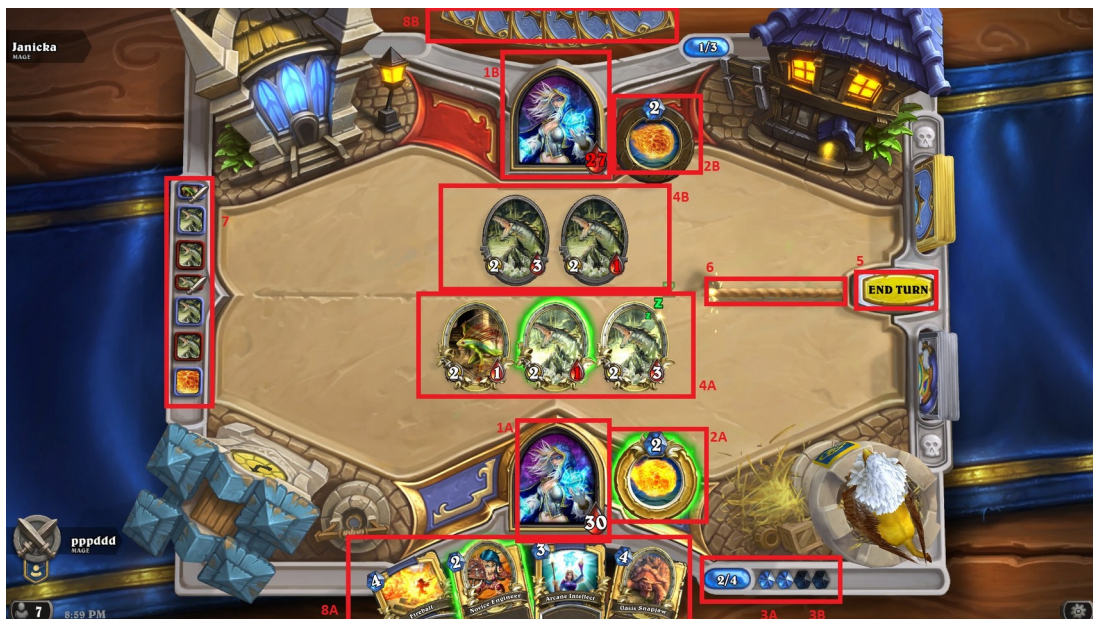 8B
Janicka
MAGE
1B
1/3
27
2
2B
4B
7
2
3
2
1
6
5
END TURN
z
z
2
1
2
1
2
3
4A
1A
2
2A
30
pppddd
MAGE
8A
4
Fireball
2
Novice Engineer
3
Arcane Intellect
4
Oasis Snapjaw
2/4
3A
3B
7
8:59 PM